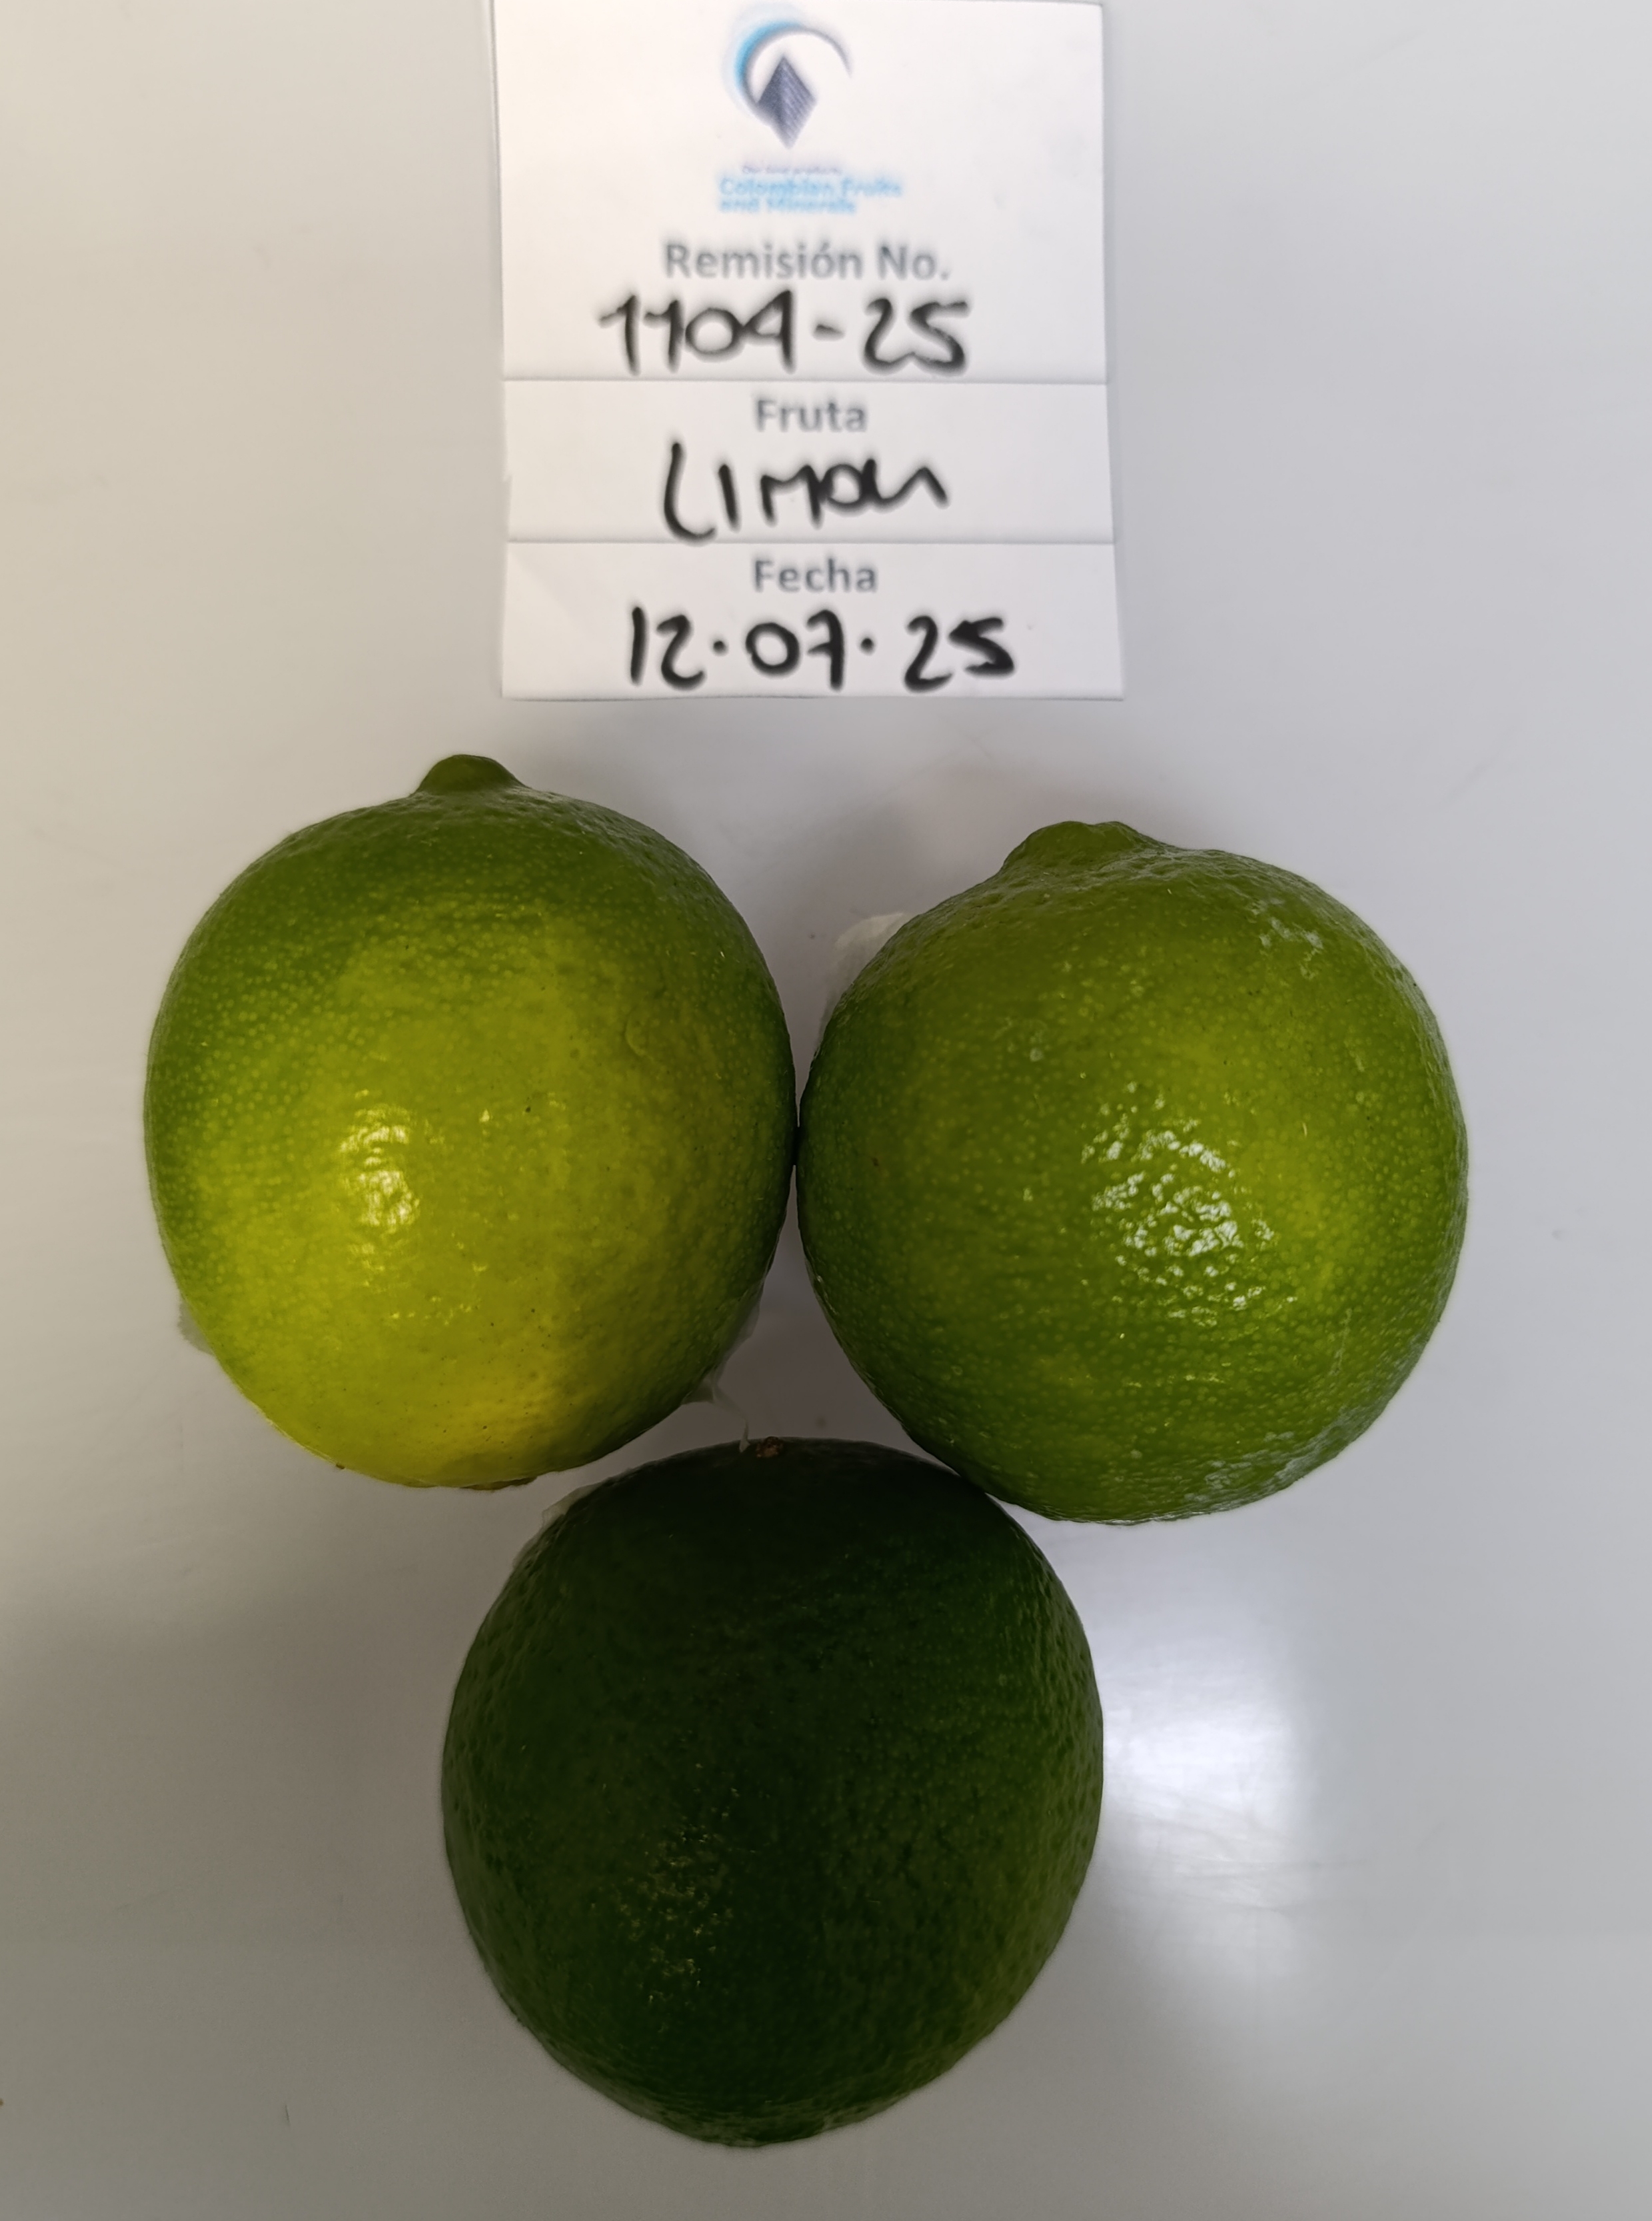 Colombian Fruits
and Minerals
Remisión No.
1104-25
Fruta
LIMON
Fecha
12.07.25